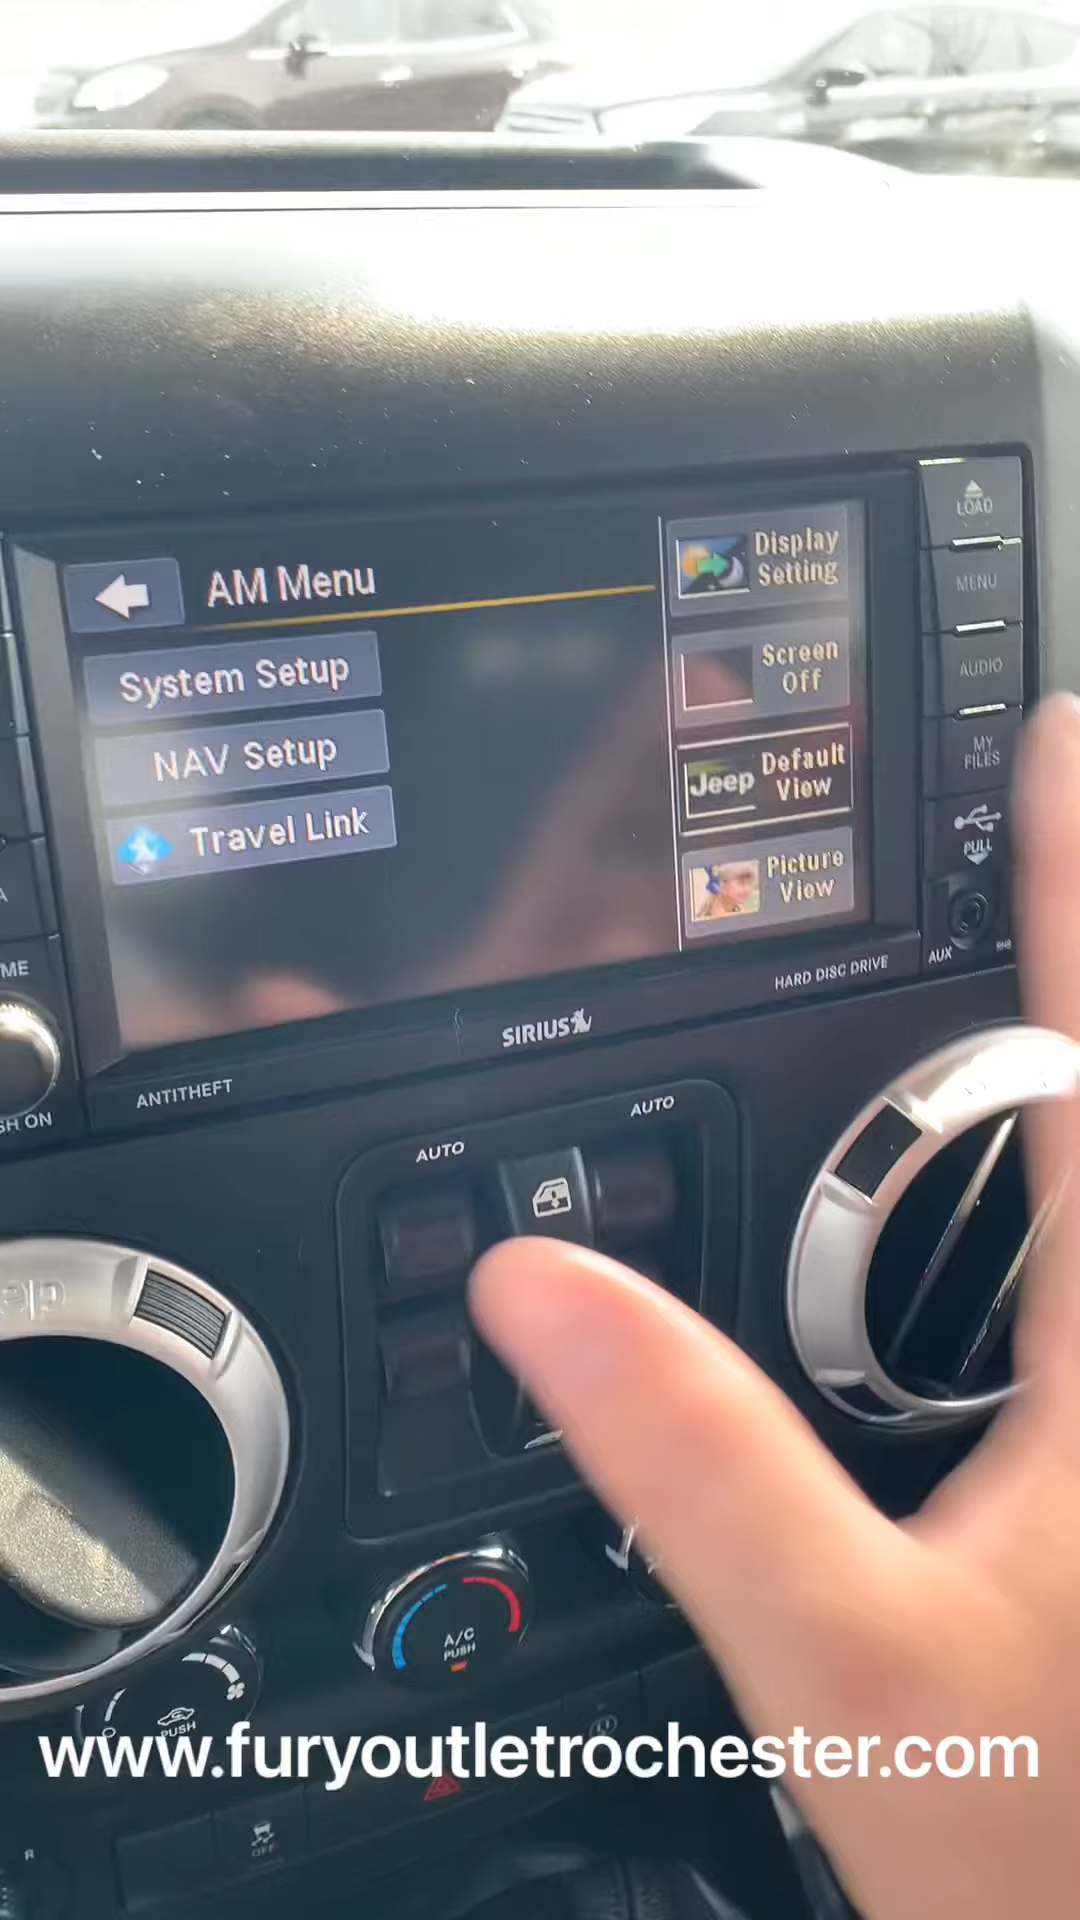 LOAD
AM Menu
Display
Setting
MENU
System Setup
Screen
Off
AUDIO
NAV Setup
Jeep
Default
View
MY
FILES
Travel Link
PULL
Picture
View
AUX
ME
HARD DISC DRIVE
SIRIUS
ANTITHEFT
SH ON
AUTO
AUTO
A/C
PUSH
PUSH
www.furyoutletrochester.com
OFF
R